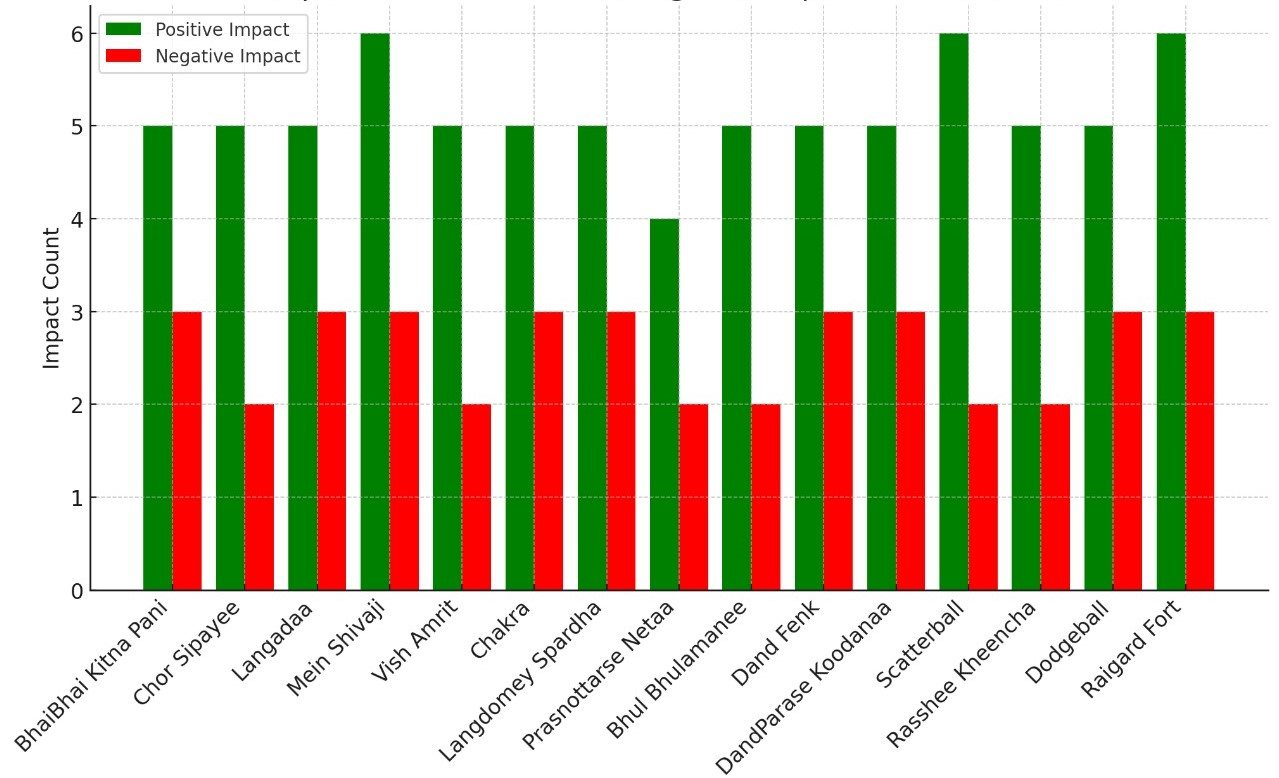 Positive Impact
Negative Impact
Impact Count
6
5
4
3
2
1
0
BhaiBhai Kitna Pani
Chor Sipayee
Langadaa
Mein Shivaji
Vish Amrit
Chakra
Langdomey Spardha
Prasnottarse Netaa
Bhul Bhulamanee
Dand Fenk
DandParase Koodanaa
Scatterball
Rasshee Kheencha
Dodgeball
Raigard Fort